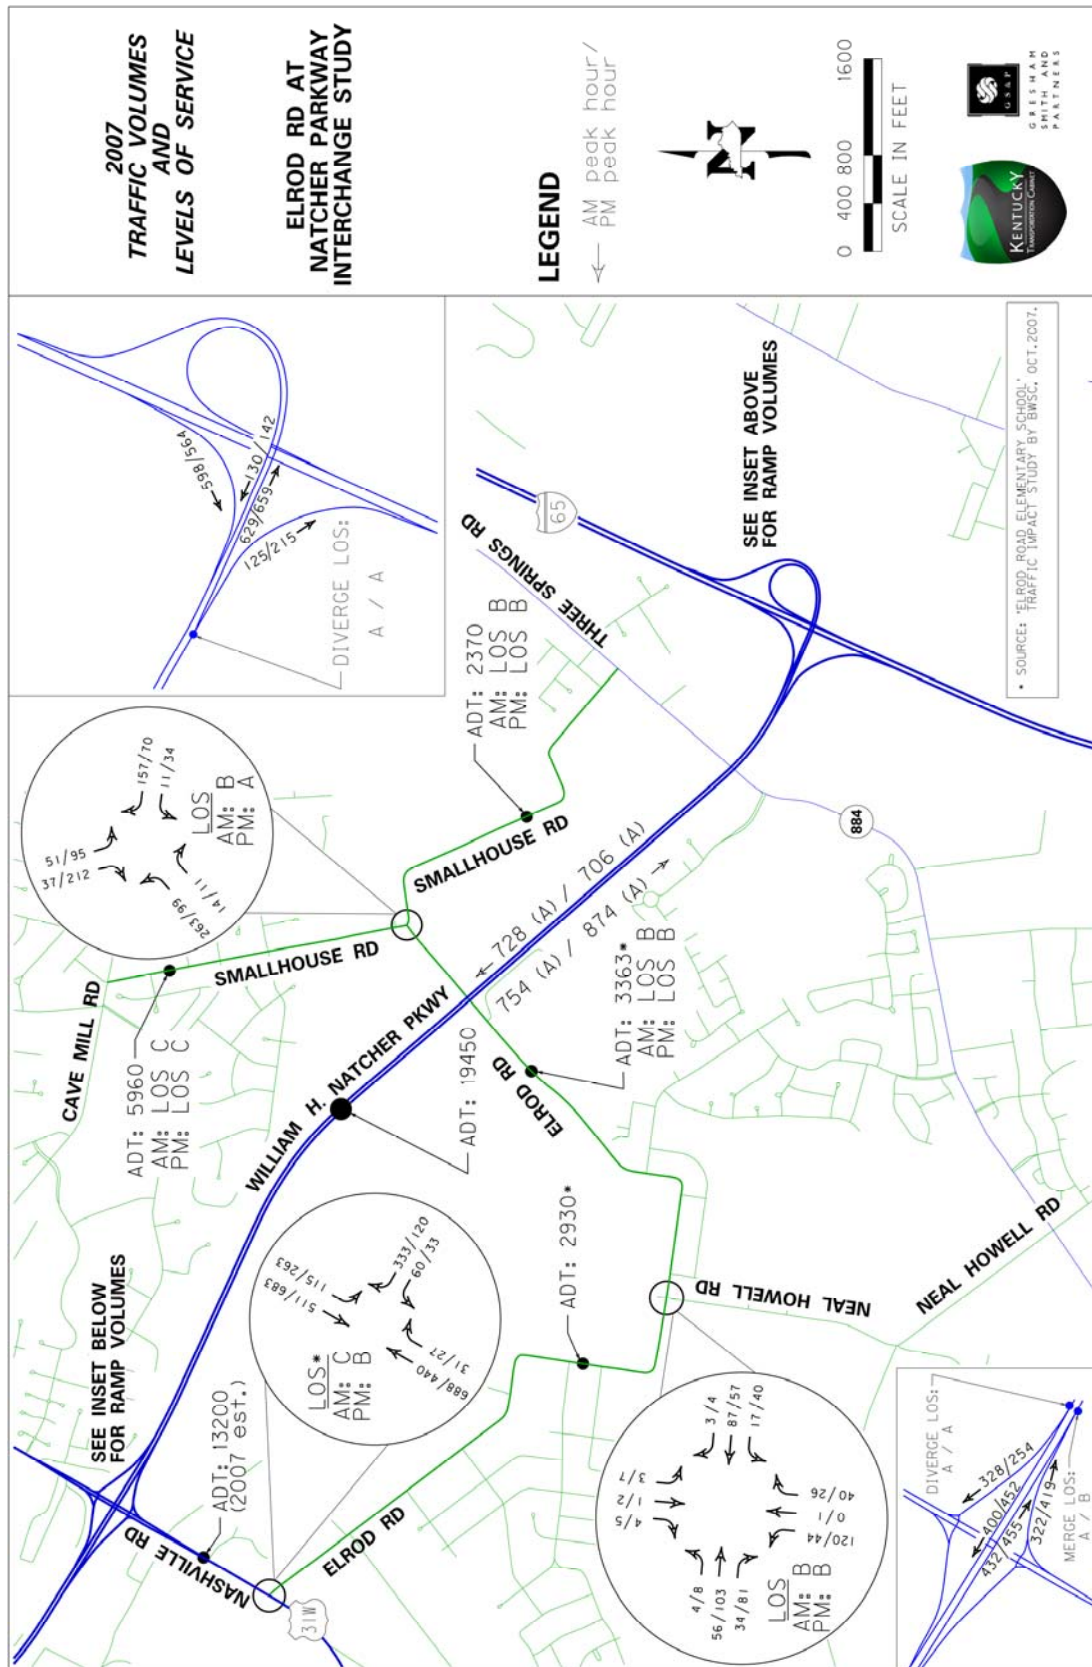 2007
TRAFFIC VOLUMES
AND
LEVELS OF SERVICE
ELROD RD AT
NATCHER PARKWAY
INTERCHANGE STUDY
LEGEND
AM peak hour/
PM peak hour
N
0 400 800 1600
SCALE IN FEET
KENTUCKY
TRANSPORTATION CABINET
GS&P
GRESHAM
SMITH AND
PARTNERS
598/564
130/142
629/659
125/215
DIVERGE LOS:
A / A
SEE INSET BELOW
FOR RAMP VOLUMES
NASHVILLE RD
ADT: 13200
(2007 est.)
31W
ELROD RD
CAVE MILL RD
ADT: 5960
AM: LOS C
PM: LOS C
SMALLHOUSE RD
51/95
37/212
157/70
11/34
263/99
14/11
LOS
AM: B
PM: A
SMALLHOUSE RD
ADT: 2370
AM: LOS B
PM: LOS B
THREE SPRINGS RD
65
SEE INSET ABOVE
FOR RAMP VOLUMES
WILLIAM H. NATCHER PKWY
ADT: 19450
728 (A) / 706 (A)
754 (A) / 874 (A)
115/263
511/683
333/120
60/33
688/440
31/27
LOS*
AM: C
PM: B
ELROD RD
ADT: 3363*
AM: LOS B
PM: LOS B
ADT: 2930*
884
NEAL HOWELL RD
NEAL HOWELL RD
3/7
1/2
4/5
3/4
87/57
17/40
4/8
56/103
34/81
40/26
0/1
120/44
LOS
AM: B
PM: B
DIVERGE LOS:
A / A
328/254
400/452
432/455
322/419
MERGE LOS:
A / B
* SOURCE: "ELROD ROAD ELEMENTARY SCHOOL"
TRAFFIC IMPACT STUDY BY BWSC, OCT.2007.